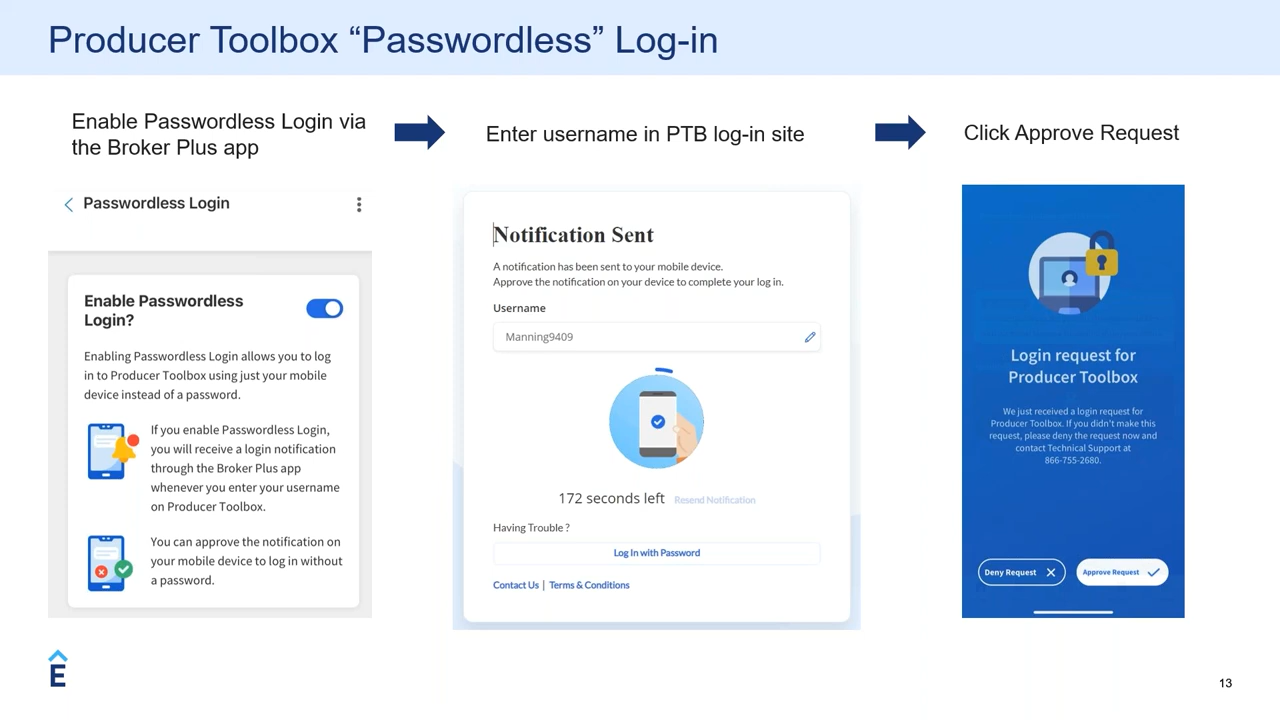 Producer Toolbox “Passwordless” Log-in
Enable Passwordless Login via
the Broker Plus app
Enter username in PTB log-in site
Click Approve Request
Passwordless Login
Enable Passwordless
Login?
Enabling Passwordless Login allows you to log
in to Producer Toolbox using just your mobile
device instead of a password.
If you enable Passwordless Login,
you will receive a login notification
through the Broker Plus app
whenever you enter your username
on Producer Toolbox.
You can approve the notification on
your mobile device to log in without
a password.
Notification Sent
A notification has been sent to your mobile device.
Approve the notification on your device to complete your log in.
Username
Manning9409
172 seconds left Resend Notification
Having Trouble ?
Log In with Password
Contact Us | Terms & Conditions
Login request for
Producer Toolbox
We just received a login request for
Producer Toolbox. If you didn't make this
request, please deny the request now and
contact Technical Support at
866-755-2680.
Deny Request
Approve Request
E
13